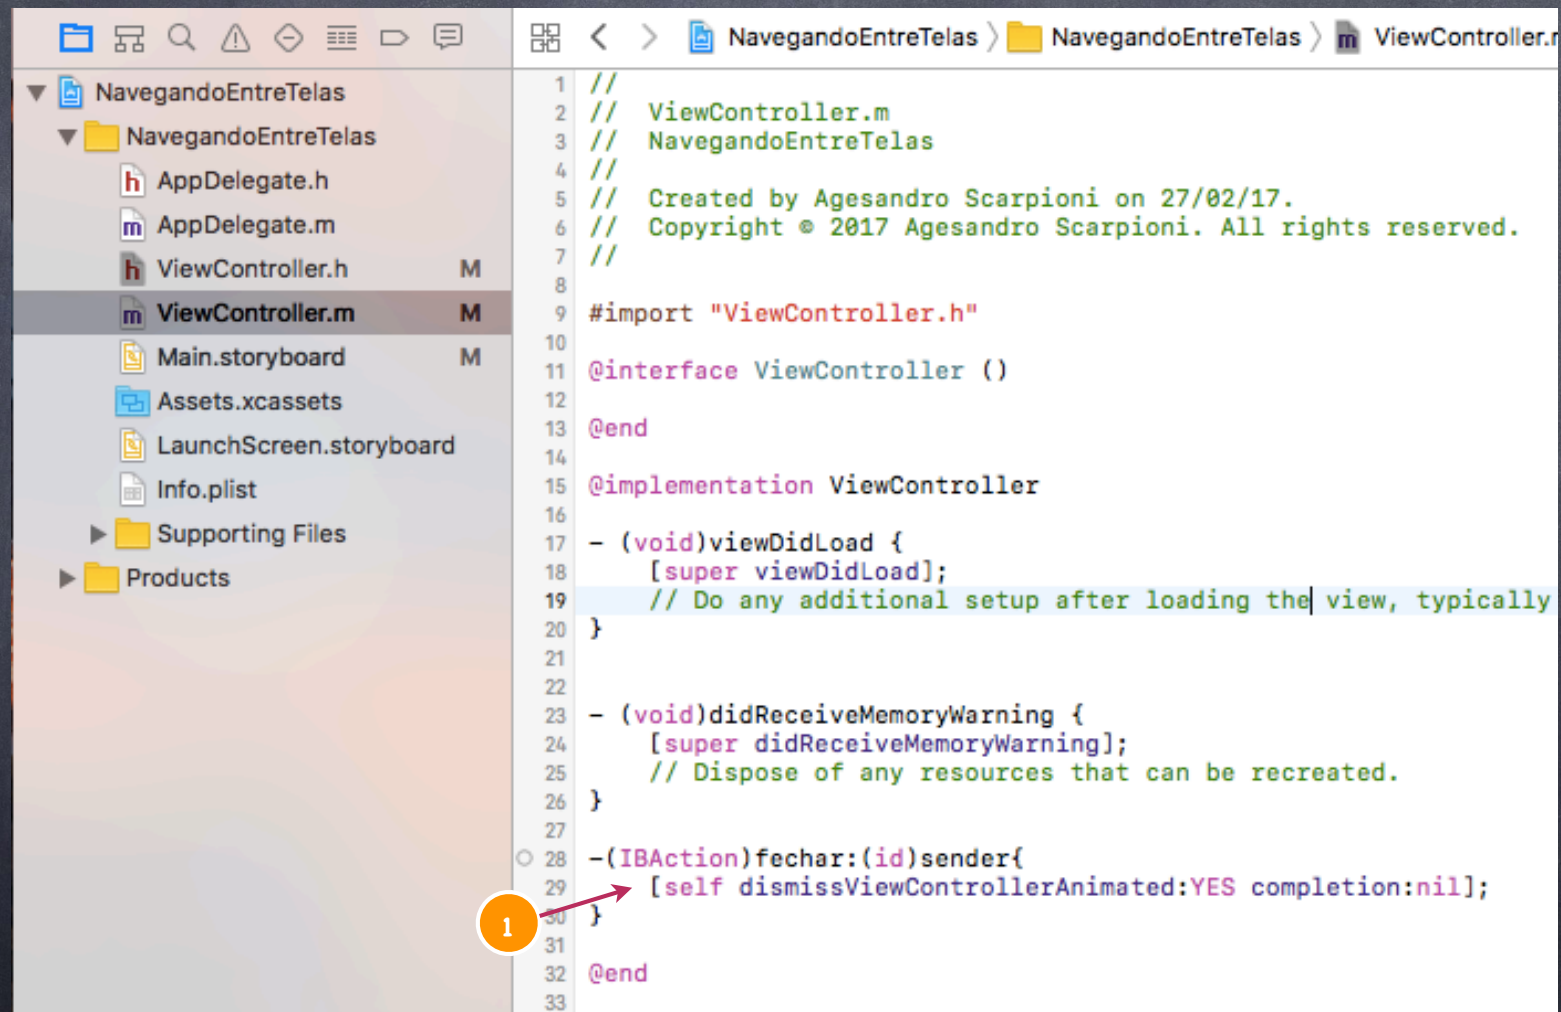 NavegandoEntreTelas 〉 NavegandoEntreTelas 〉 m ViewController.
NavegandoEntreTelas
NavegandoEntreTelas
h AppDelegate.h
m AppDelegate.m
h ViewController.h M
m ViewController.m M
Main.storyboard M
Assets.xcassets
LaunchScreen.storyboard
Info.plist
Supporting Files
Products
1 //
2 //  ViewController.m
3 //  NavegandoEntreTelas
4 //
5 //  Created by Agesandro Scarpioni on 27/02/17.
6 //  Copyright © 2017 Agesandro Scarpioni. All rights reserved.
7 //
8
9 #import "ViewController.h"
10
11 @interface ViewController ()
12
13 @end
14
15 @implementation ViewController
16
17 - (void)viewDidLoad {
18     [super viewDidLoad];
19     // Do any additional setup after loading the view, typically
20 }
21
22
23 - (void)didReceiveMemoryWarning {
24     [super didReceiveMemoryWarning];
25     // Dispose of any resources that can be recreated.
26 }
27
28 -(IBAction)fechar:(id)sender{
29     [self dismissViewControllerAnimated:YES completion:nil];
1
30 }
31
32 @end
33